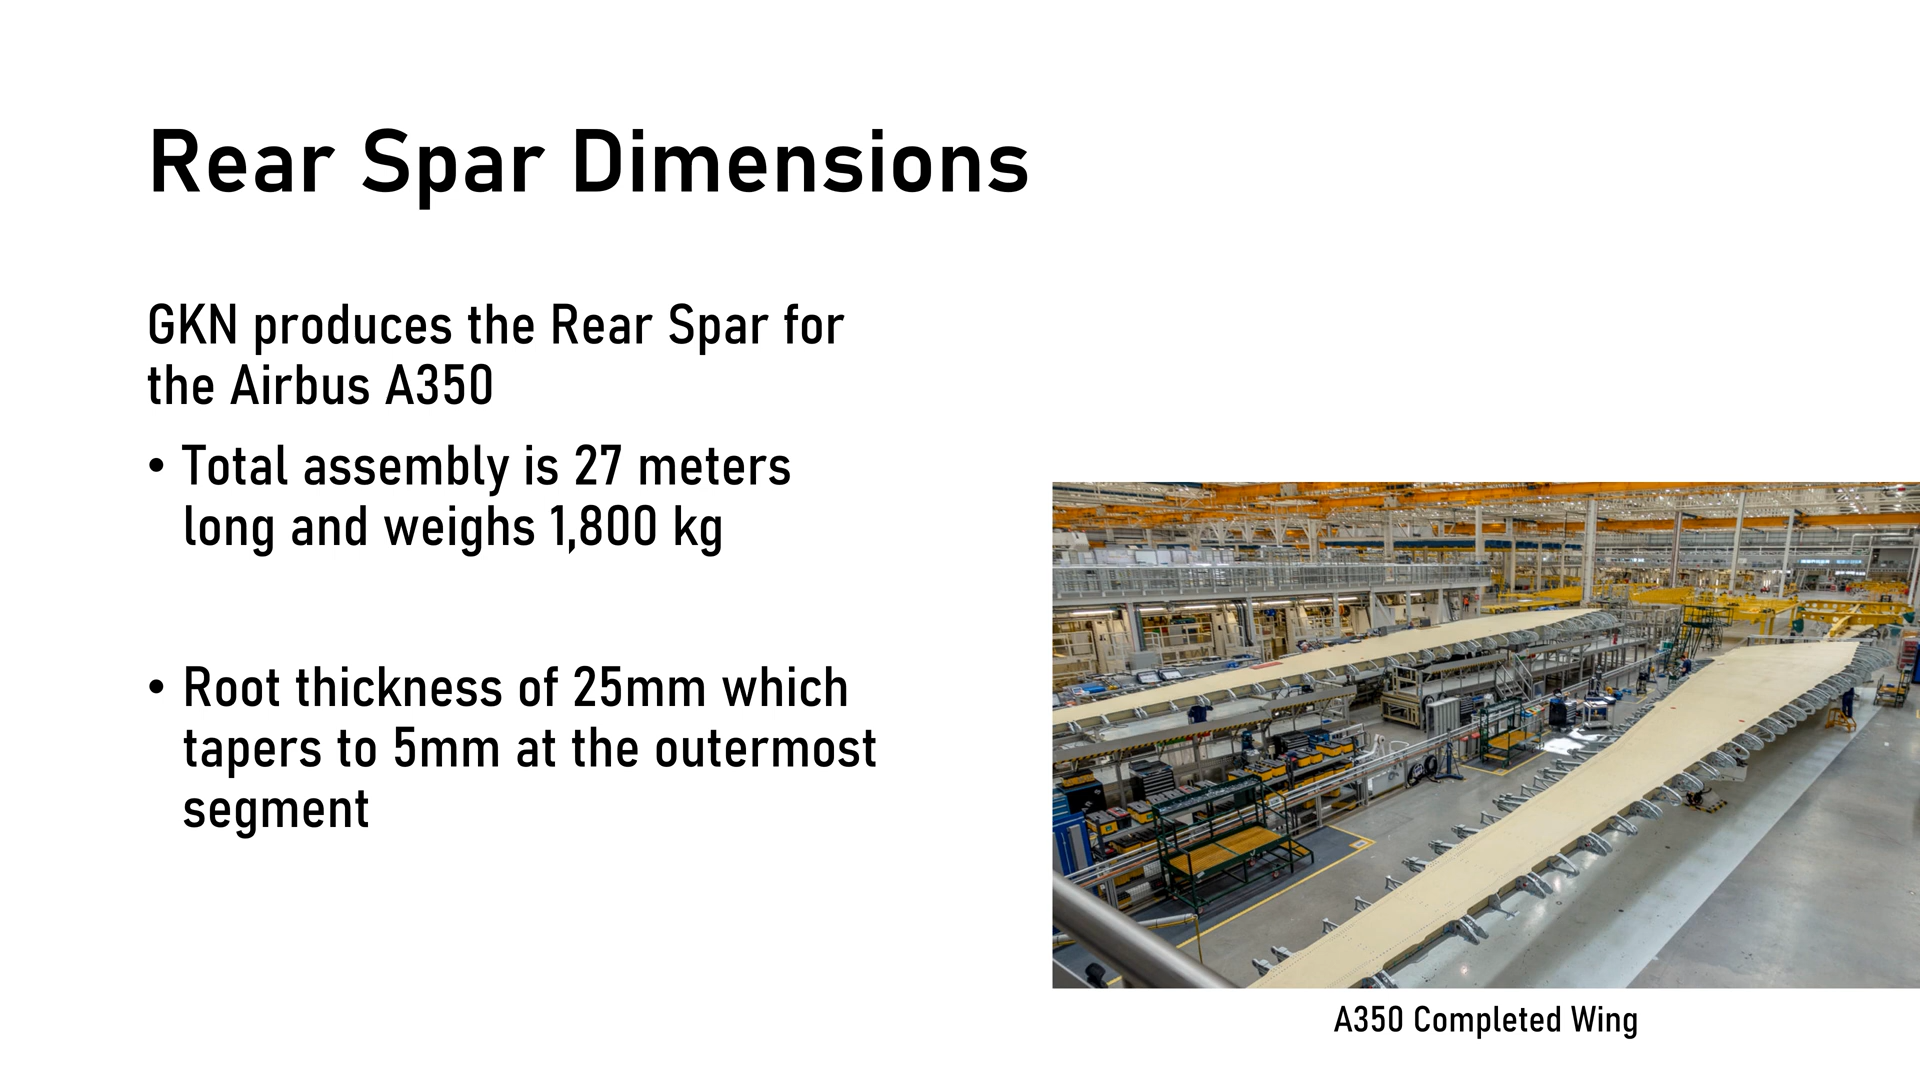 Rear Spar Dimensions
GKN produces the Rear Spar for
the Airbus A350
• Total assembly is 27 meters
long and weighs 1,800 kg
• Root thickness of 25mm which
tapers to 5mm at the outermost
segment
A350 Completed Wing